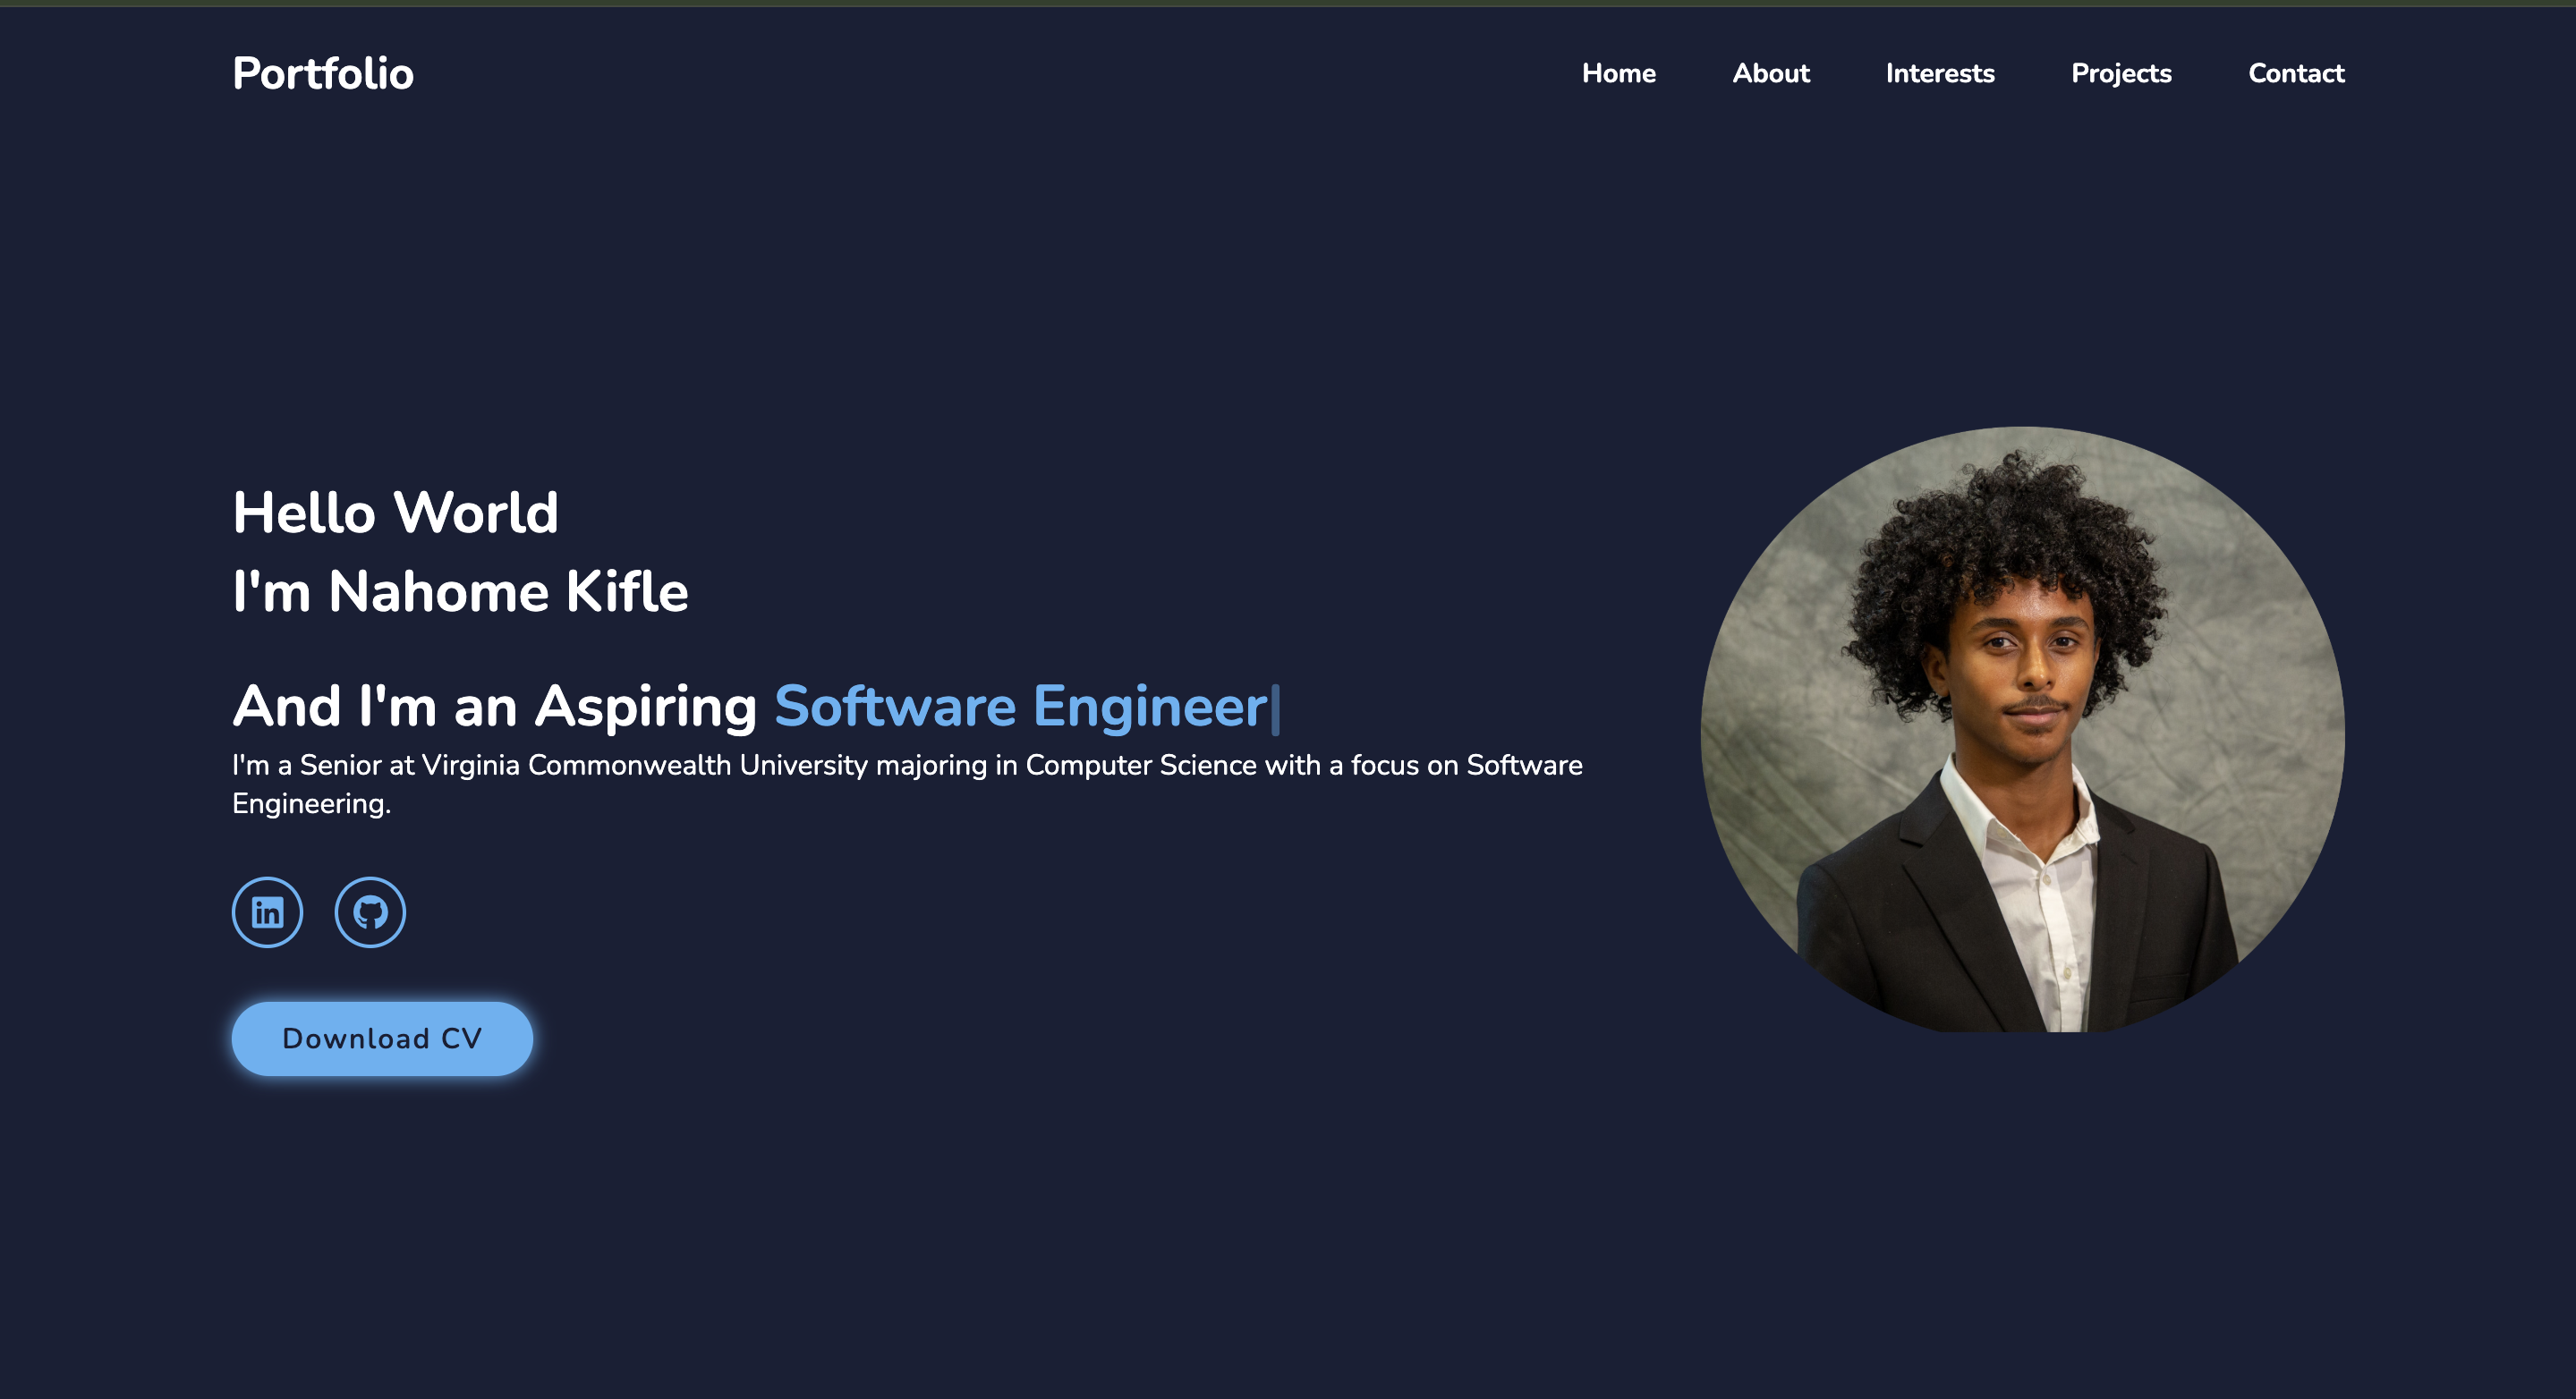 Portfolio
Home About Interests Projects Contact
Hello World
I'm Nahome Kifle
And I'm an Aspiring Software Engineer|
I'm a Senior at Virginia Commonwealth University majoring in Computer Science with a focus on Software
Engineering.
in
Download CV